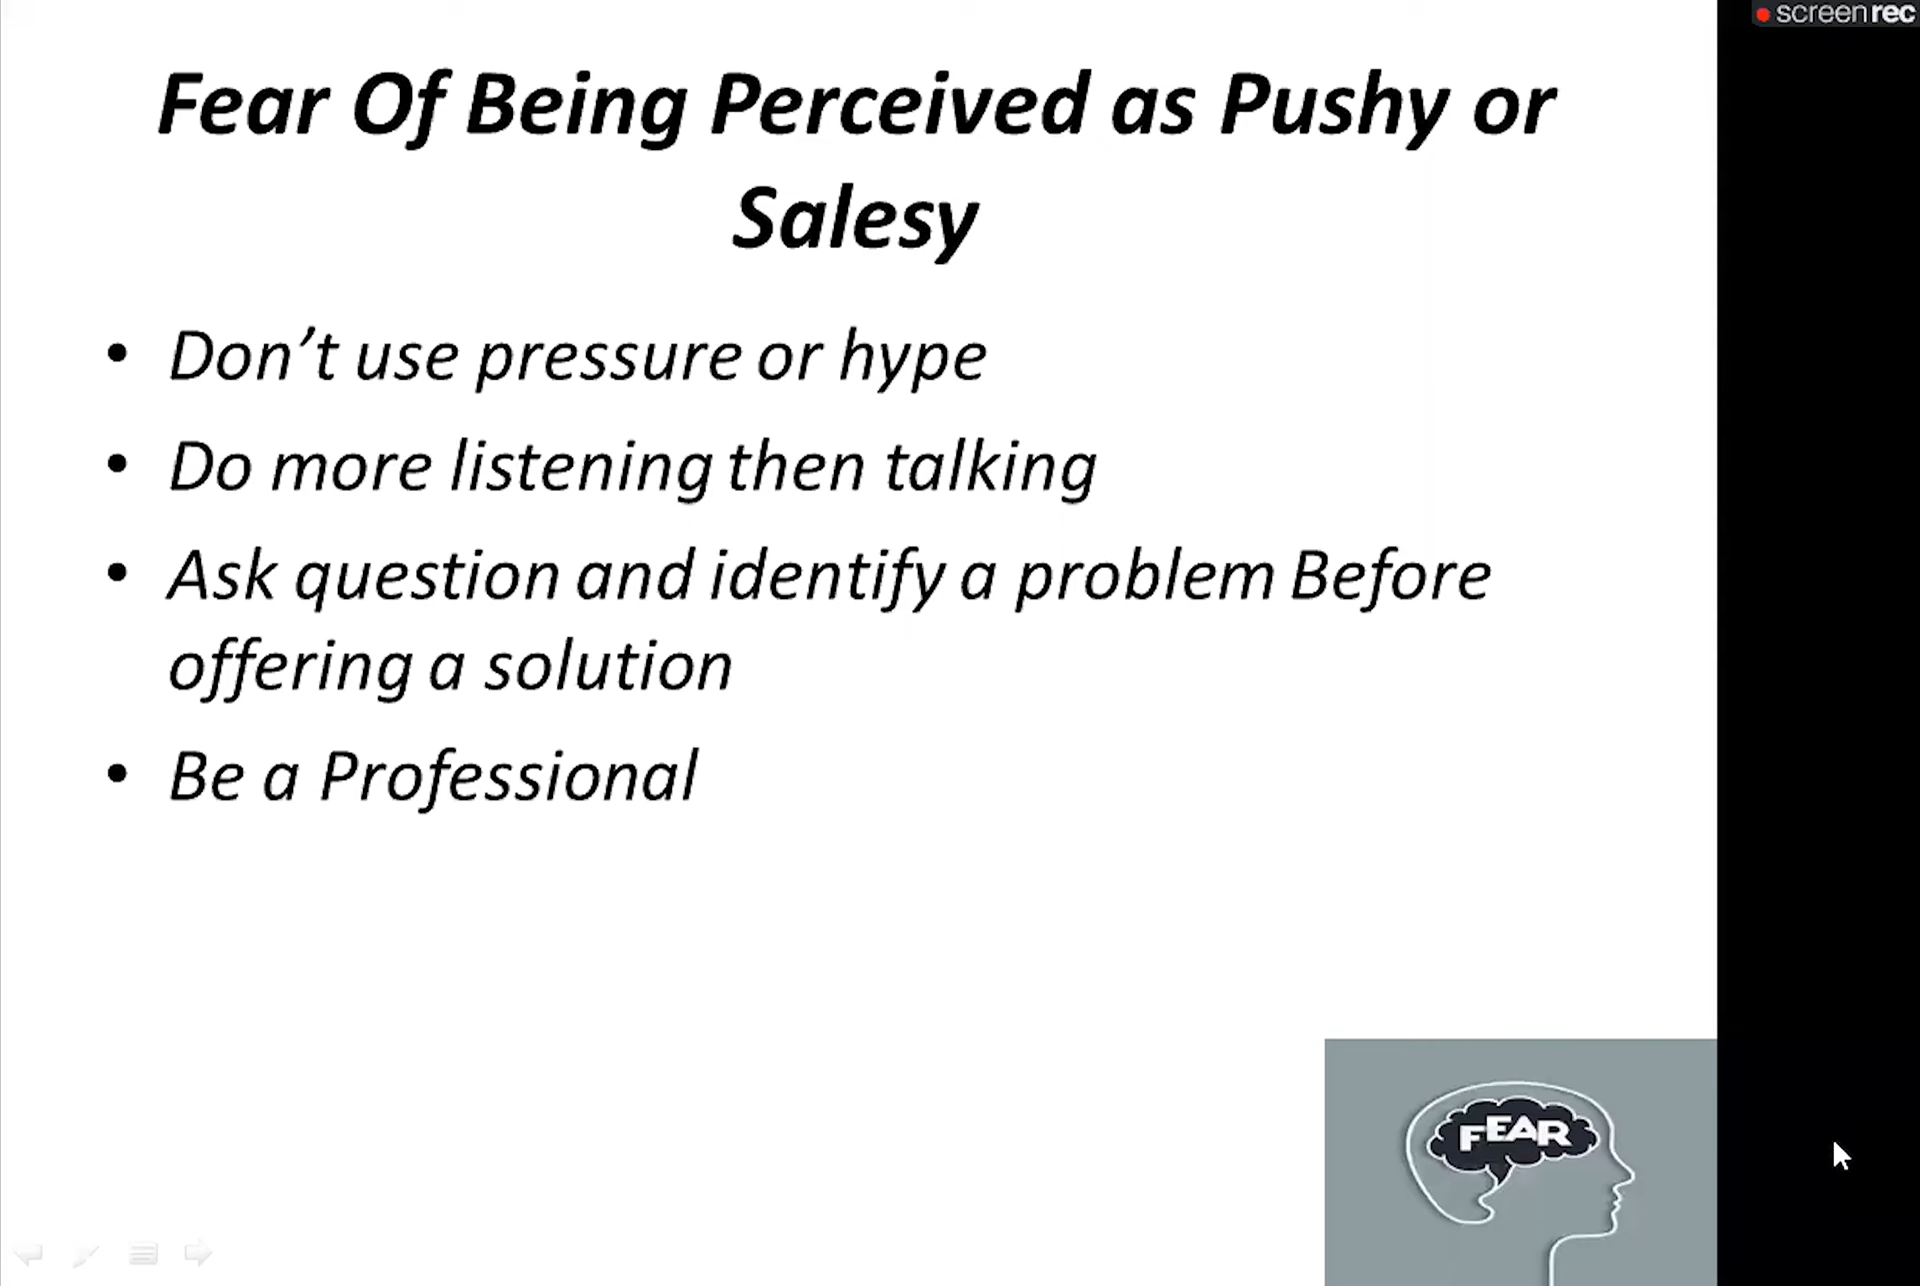 screenrec
Fear Of Being Perceived as Pushy or
Salesy
• Don’t use pressure or hype
• Do more listening then talking
• Ask question and identify a problem Before
offering a solution
• Be a Professional
FEAR